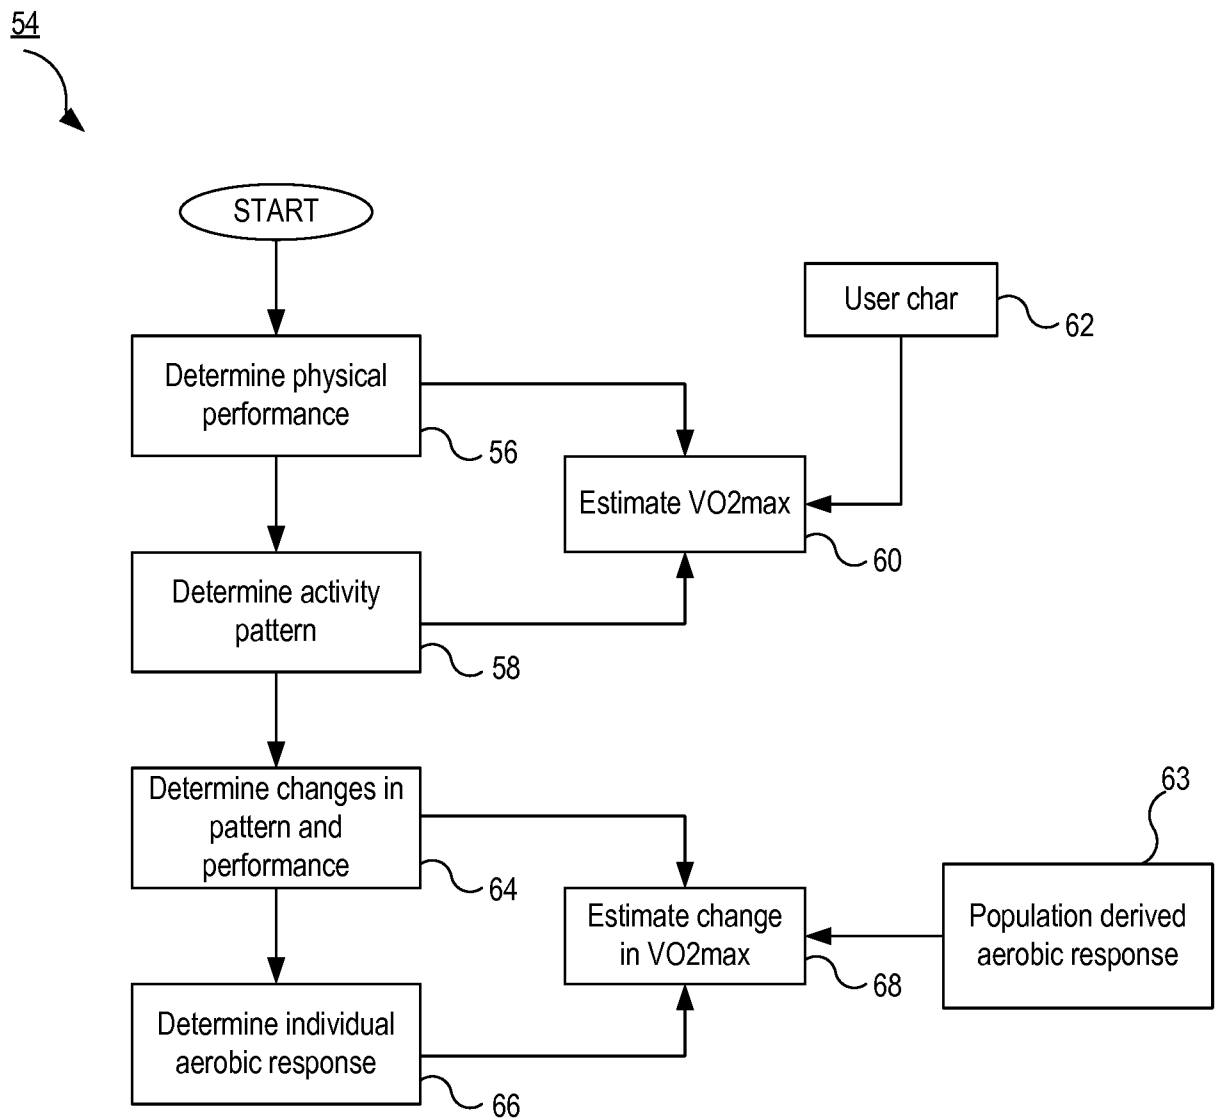 54
START
User char
62
Determine physical
performance
56
Estimate VO2max
60
Determine activity
pattern
58
Determine changes in
pattern and
performance
64
63
Estimate change
in VO2max
68
Population derived
aerobic response
Determine individual
aerobic response
66